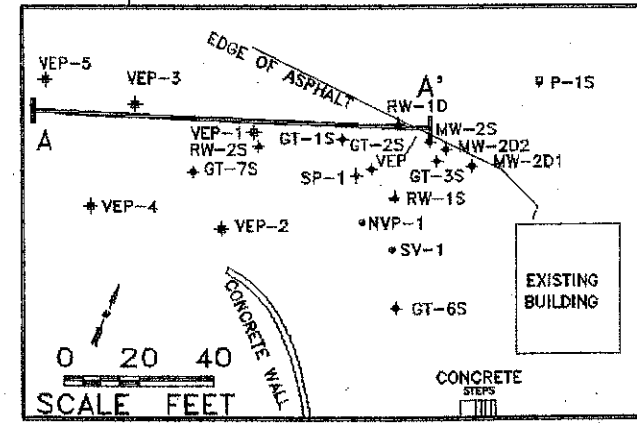 EDGE OF ASPHALT
VEP-5
VEP-3
A'
P-1S
RW-1D
A
VEP-1
RW-2S
GT-7S
GT-1S
GT-2S
VEP
MW-2S
MW-2D2
MW-2D1
GT-3S
SP-1
RW-1S
VEP-4
VEP-2
NVP-1
SV-1
EXISTING
BUILDING
CONCRETE WALL
GT-6S
0 20 40
SCALE FEET
CONCRETE
STEPS